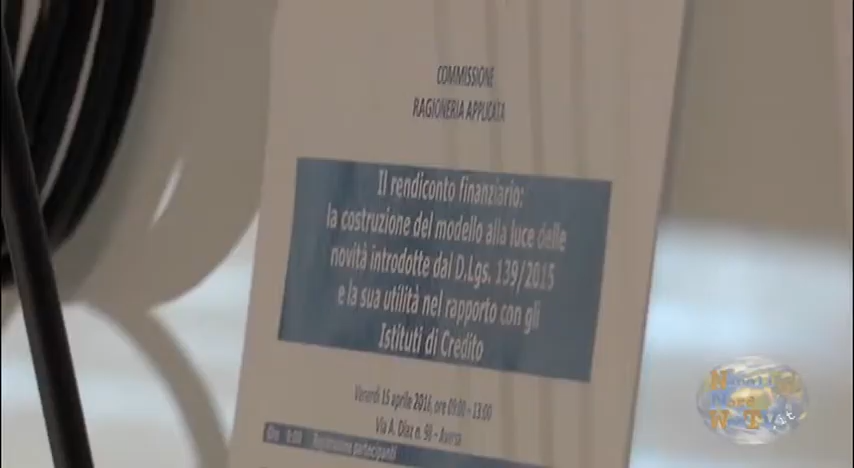 COMMISSIONE
RAGIONERIA APPLICATA
Il rendiconto finanziario:
la costruzione del modello alla luce delle
novità introdotte dal D.Lgs. 139/2015
e la sua utilità nel rapporto con gli
Istituti di Credito
Venerdì 15 aprile 2016, ore 09:00 - 13:00
Via A. Diaz n. 98 - Aversa
Registrazione partecipanti